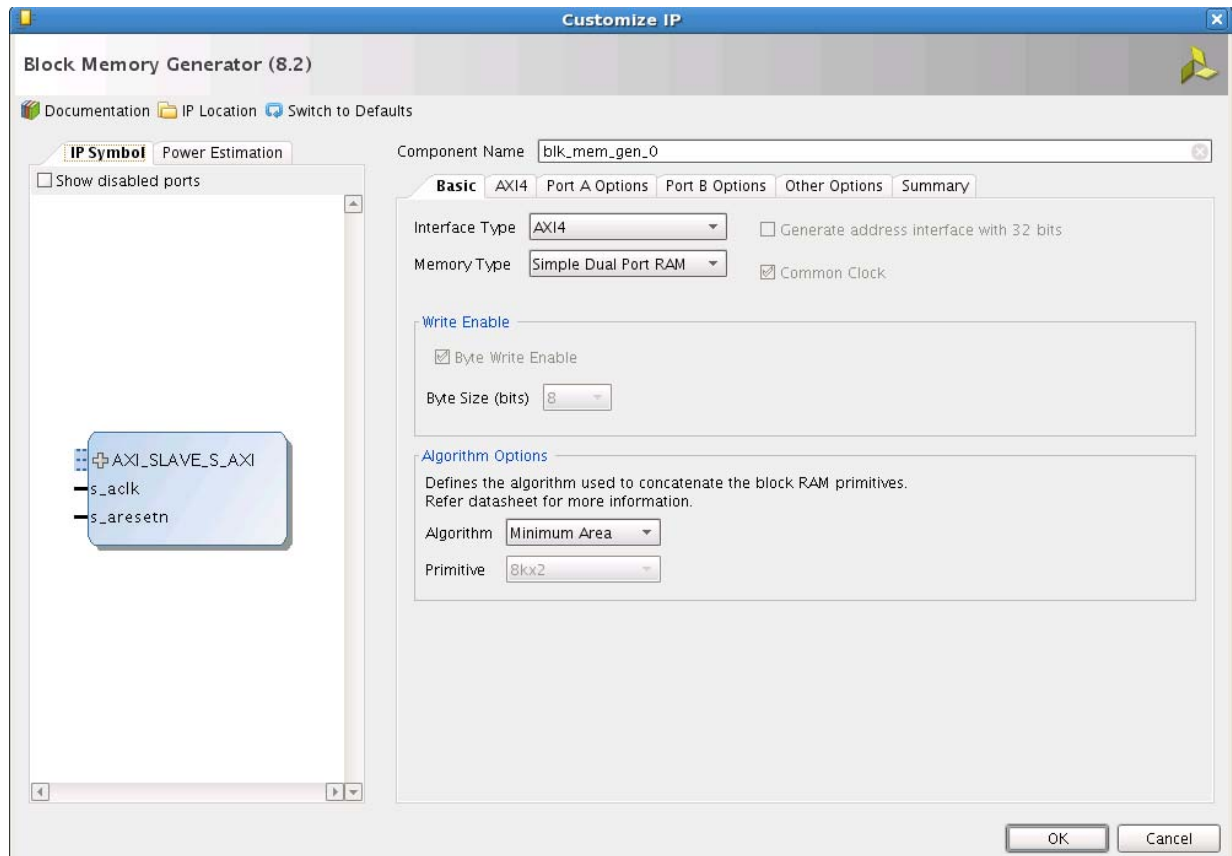 Customize IP
Block Memory Generator (8.2)
Documentation IP Location Switch to Defaults
IP Symbol Power Estimation
Show disabled ports
AXI_SLAVE_S_AXI
s_aclk
s_aresetn
Component Name blk_mem_gen_0
Basic AXI4 Port A Options Port B Options Other Options Summary
Interface Type AXI4 Generate address interface with 32 bits
Memory Type Simple Dual Port RAM Common Clock
Write Enable
Byte Write Enable
Byte Size (bits) 8
Algorithm Options
Defines the algorithm used to concatenate the block RAM primitives.
Refer datasheet for more information.
Algorithm Minimum Area
Primitive 8kx2
OK Cancel